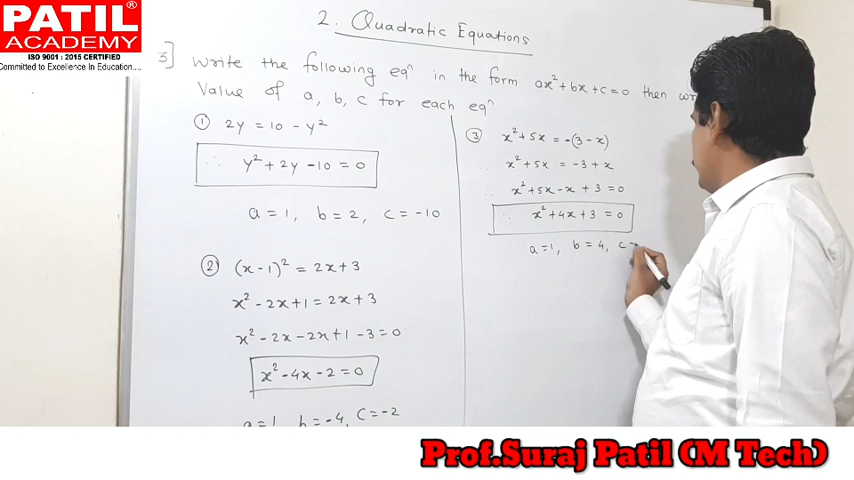 PATIL
ACADEMY
ISO 9001 : 2015 CERTIFIED
Committed to Excellence In Education....
2. Quadratic Equations
3] Write the following eqⁿ in the form ax²+bx+c=0 then
Value of a, b, c for each eqⁿ
① 2y = 10 - y²
∴ y² + 2y - 10 = 0
a = 1, b = 2, c = -10
② (x - 1)² = 2x + 3
x² - 2x + 1 = 2x + 3
x² - 2x - 2x + 1 - 3 = 0
x² - 4x - 2 = 0
a = 1 b = -4, c = -2
③ x² + 5x = -(3 - x)
∴ x² + 5x = -3 + x
∴ x² + 5x - x + 3 = 0
∴ x² + 4x + 3 = 0
a = 1, b = 4, c =
Prof.Suraj Patil (M Tech)